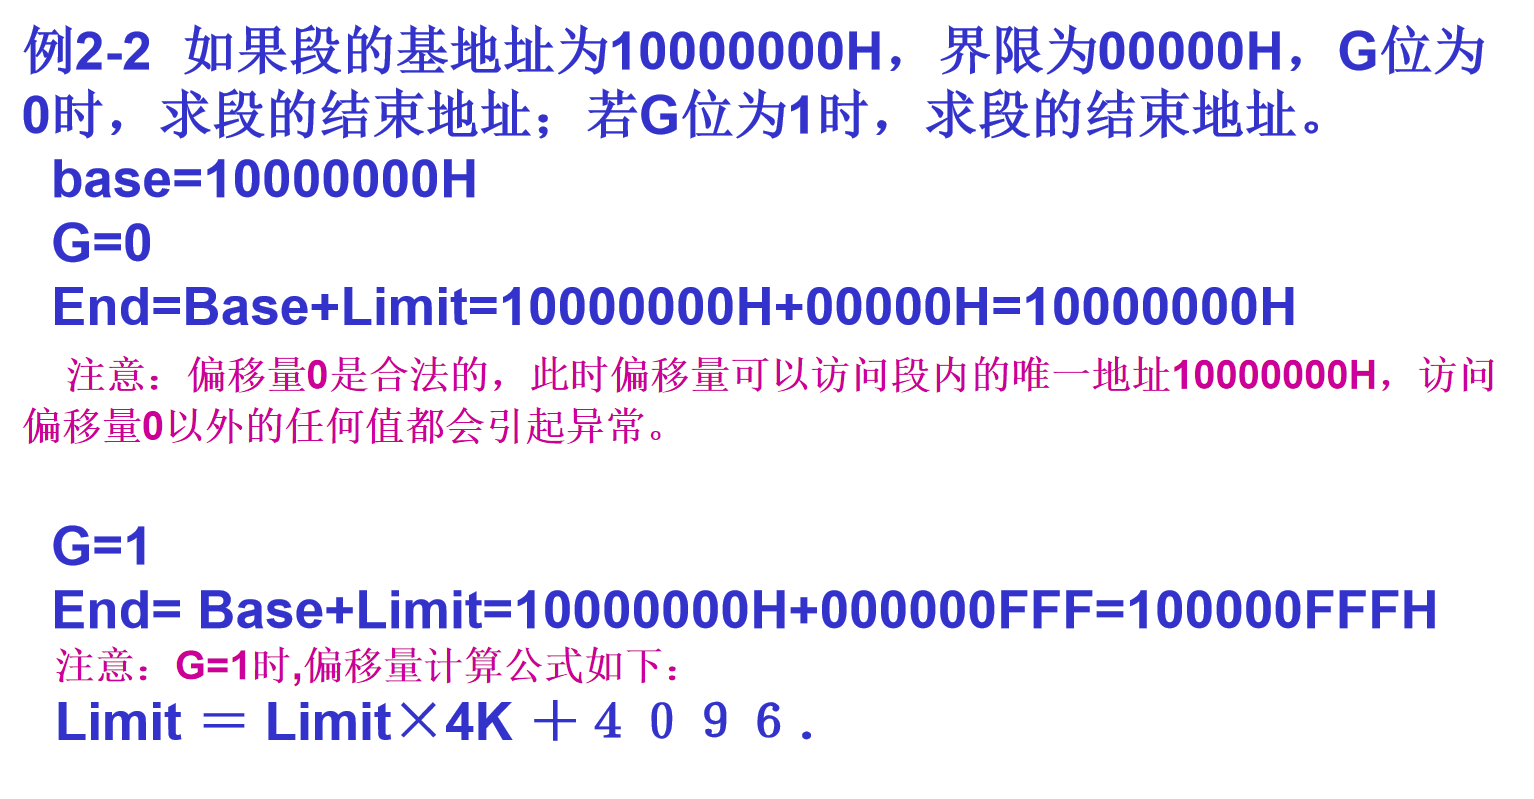 例2-2 如果段的基地址为10000000H，界限为00000H，G位为
0时，求段的结束地址；若G位为1时，求段的结束地址。
base=10000000H
G=0
End=Base+Limit=10000000H+00000H=10000000H
注意：偏移量0是合法的，此时偏移量可以访问段内的唯一地址10000000H，访问
偏移量0以外的任何值都会引起异常。
G=1
End= Base+Limit=10000000H+000000FFF=100000FFFH
注意：G=1时,偏移量计算公式如下：
Limit ＝ Limit×4K ＋４０９６.